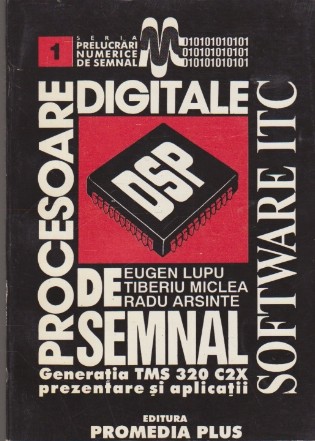 1
SERIA
PRELUCRĂRI
NUMERICE
DE SEMNAL
010101010101
010101010101
010101010101
PROCESOARE
DIGITALE
DSP
DE
EUGEN LUPU
TIBERIU MICLEA
RADU ARSINTE
SEMNAL
SOFTWARE ITC
Generația TMS 320 C2X
prezentare și aplicații
EDITURA
PROMEDIA PLUS